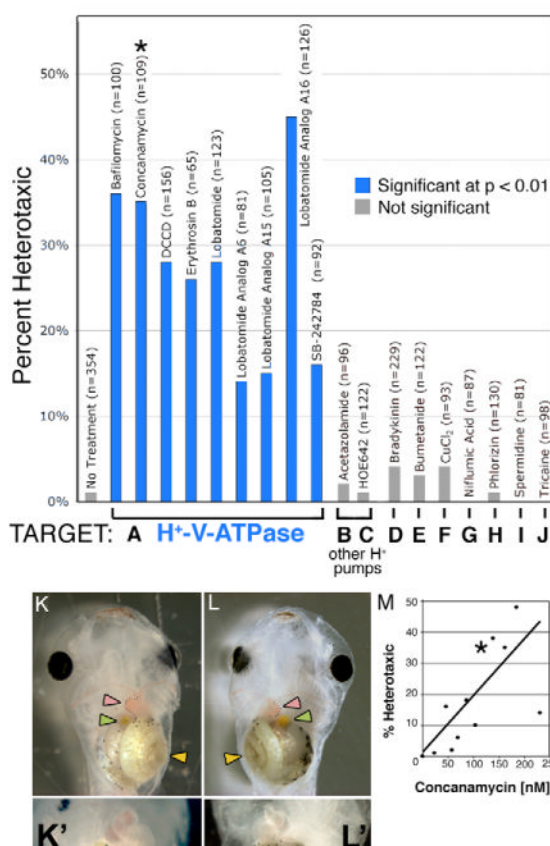 Percent Heterotaxic
50%
40%
30%
20%
10%
0%
No Treatment (n=354)
Bafilomycin (n=100)
Concanamycin (n=109)
*
DCCD (n=156)
Erythrosin B (n=65)
Lobatomide (n=123)
Lobatomide Analog A6 (n=81)
Lobatomide Analog A15 (n=105)
Lobatomide Analog A16 (n=126)
SB-242784 (n=92)
Acetazolamide (n=96)
HOE642 (n=122)
Bradykinin (n=229)
Bumetanide (n=122)
CuCl₂ (n=93)
Niflumic Acid (n=87)
Phlorizin (n=130)
Spermidine (n=81)
Tricaine (n=98)
Significant at p < 0.01
Not significant
TARGET: A H⁺-V-ATPase B C D E F G H I J
other H⁺
pumps
K
L
M
% Heterotaxic
50
40
30
20
10
0
*
0 50 100 150 200 250
Concanamycin [nM]
K'
L'